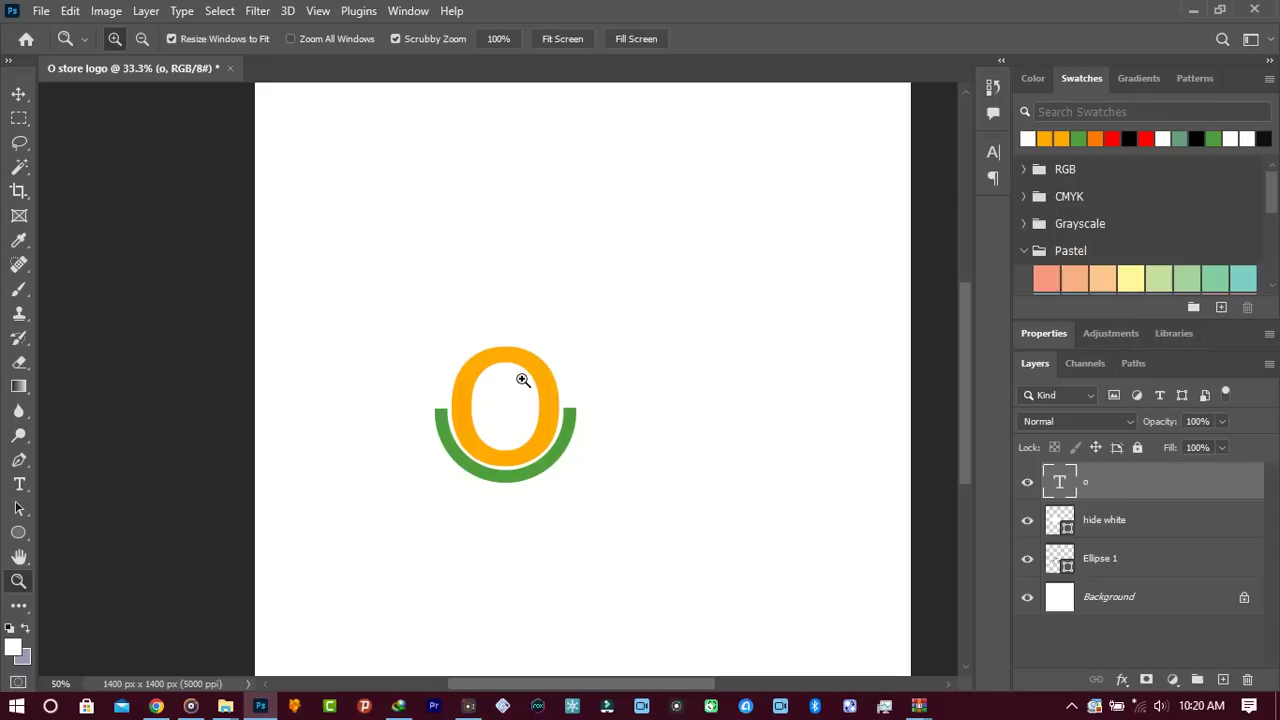 Ps File Edit Image Layer Type Select Filter 3D View Plugins Window Help
Resize Windows to Fit Zoom All Windows Scrubby Zoom 100% Fit Screen Fill Screen
O store logo @ 33.3% (o, RGB/8#) *
Color Swatches Gradients Patterns
Search Swatches
RGB
CMYK
Grayscale
Pastel
O
Properties Adjustments Libraries
Layers Channels Paths
Kind
Normal Opacity: 100%
Lock: Fill: 100%
o
hide white
Ellipse 1
Background
50% 1400 px x 1400 px (5000 ppi)
10:20 AM